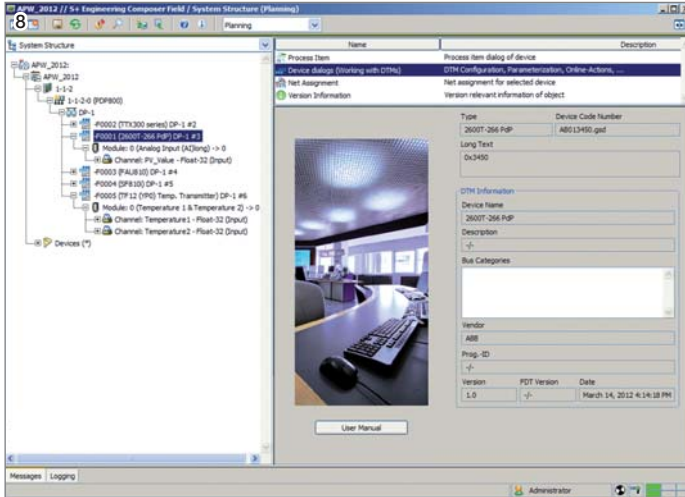 APW_2012 // S+ Engineering Composer Field / System Structure (Planning)
8
Planning
System Structure
APW_2012:
APW_2012
1-1-2
1-1-2-0 (PDP800)
DP-1
-F0002 (TTX300 series) DP-1 #2
-F0001 (2600T-266 PdP) DP-1 #3
Module: 0 (Analog Input (AI)long) -> 0
Channel: PV_Value - Float-32 (Input)
-F0003 (FAU810) DP-1 #4
-F0004 (SF810) DP-1 #5
-F0005 (TF12 (YP0) Temp. Transmitter) DP-1 #6
Module: 0 (Temperature 1 & Temperature 2) -> 0
Channel: Temperature1 - Float-32 (Input)
Channel: Temperature2 - Float-32 (Input)
Devices (*)
Name Description
Process Item Process item dialog of device
Device dialogs (Working with DTMs) DTM Configuration, Parameterization, Online-Actions, ...
Net Assignment Net assignment for selected device
Version Information Version relevant information of object
Type Device Code Number
2600T-266 PdP AB013450.gsd
Long Text
0x3450
DTM Information
Device Name
2600T-266 PdP
Description
-/-
Bus Categories
Vendor
ABB
Prog.-ID
-/-
Version FDT Version Date
1.0 -/- March 14, 2012 4:14:18 PM
User Manual
Messages Logging
Administrator